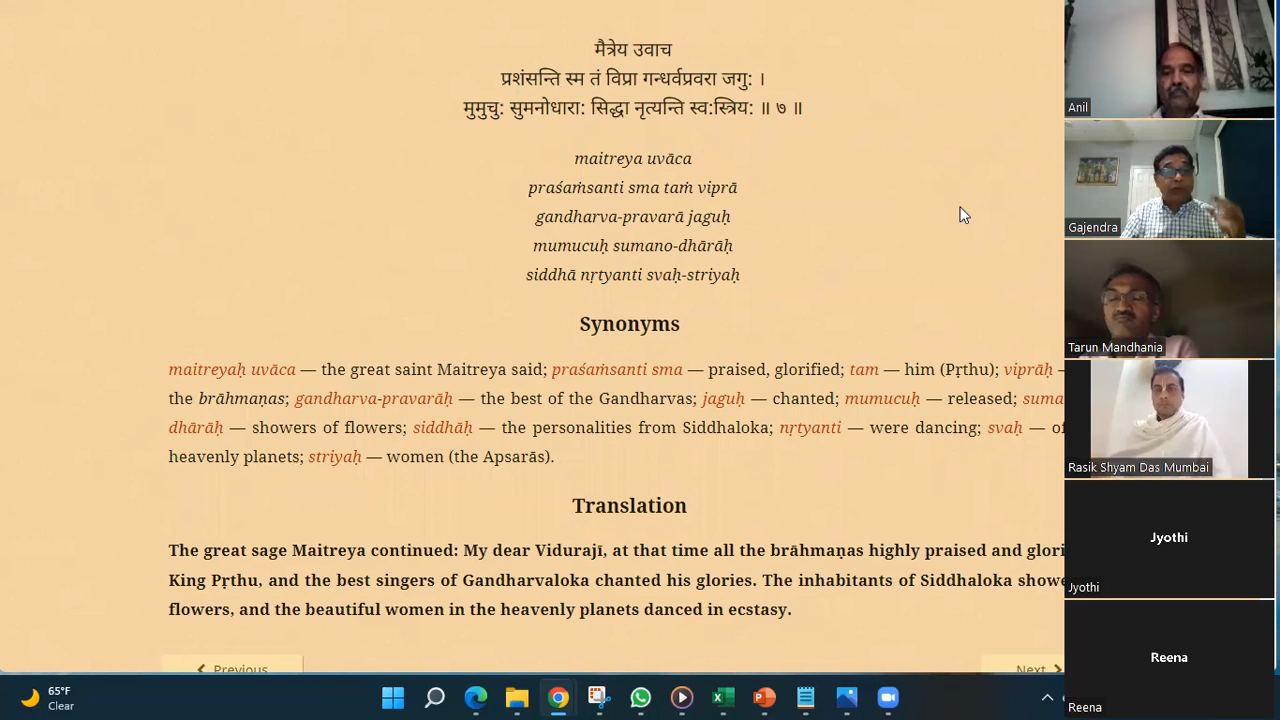 मैत्रेय उवाच
प्रशंसन्ति स्म तं विप्रा गन्धर्वप्रवरा जगु: ।
मुमुचु: सुमनोधारा: सिद्धा नृत्यन्ति स्व:स्त्रिय: ॥ ७ ॥
maitreya uvāca
praśaṁsanti sma taṁ viprā
gandharva-pravarā jaguḥ
mumucuḥ sumano-dhārāḥ
siddhā nṛtyanti svaḥ-striyaḥ
Synonyms
maitreyaḥ uvāca — the great saint Maitreya said; praśaṁsanti sma — praised, glorified; tam — him (Pṛthu); viprāḥ —
the brāhmaṇas; gandharva-pravarāḥ — the best of the Gandharvas; jaguḥ — chanted; mumucuḥ — released; suma
dhārāḥ — showers of flowers; siddhāḥ — the personalities from Siddhaloka; nṛtyanti — were dancing; svaḥ — of
heavenly planets; striyaḥ — women (the Apsarās).
Translation
The great sage Maitreya continued: My dear Vidurajī, at that time all the brāhmaṇas highly praised and glori
King Pṛthu, and the best singers of Gandharvaloka chanted his glories. The inhabitants of Siddhaloka showe
flowers, and the beautiful women in the heavenly planets danced in ecstasy.
Previous
Next
Anil
Gajendra
Tarun Mandhania
Rasik Shyam Das Mumbai
Jyothi
Jyothi
Reena
Reena
65°F
Clear